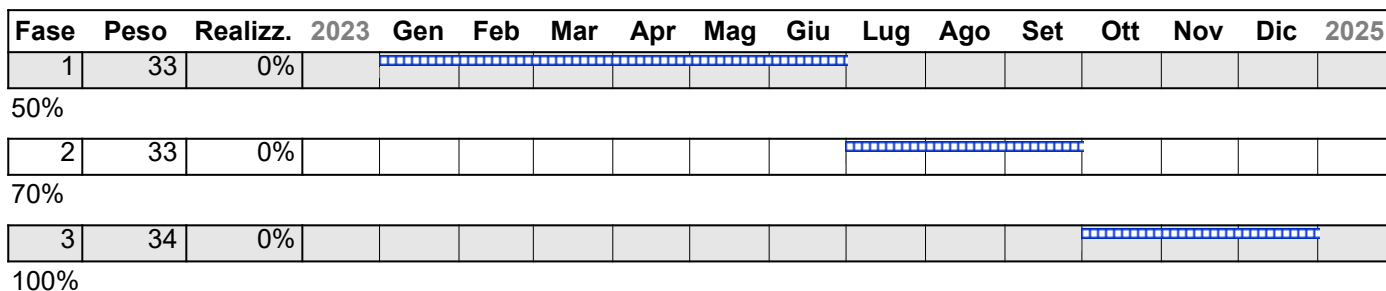 Fase Peso Realizz. 2023 Gen Feb Mar Apr Mag Giu Lug Ago Set Ott Nov Dic 2025
1 33 0%
50%
2 33 0%
70%
3 34 0%
100%